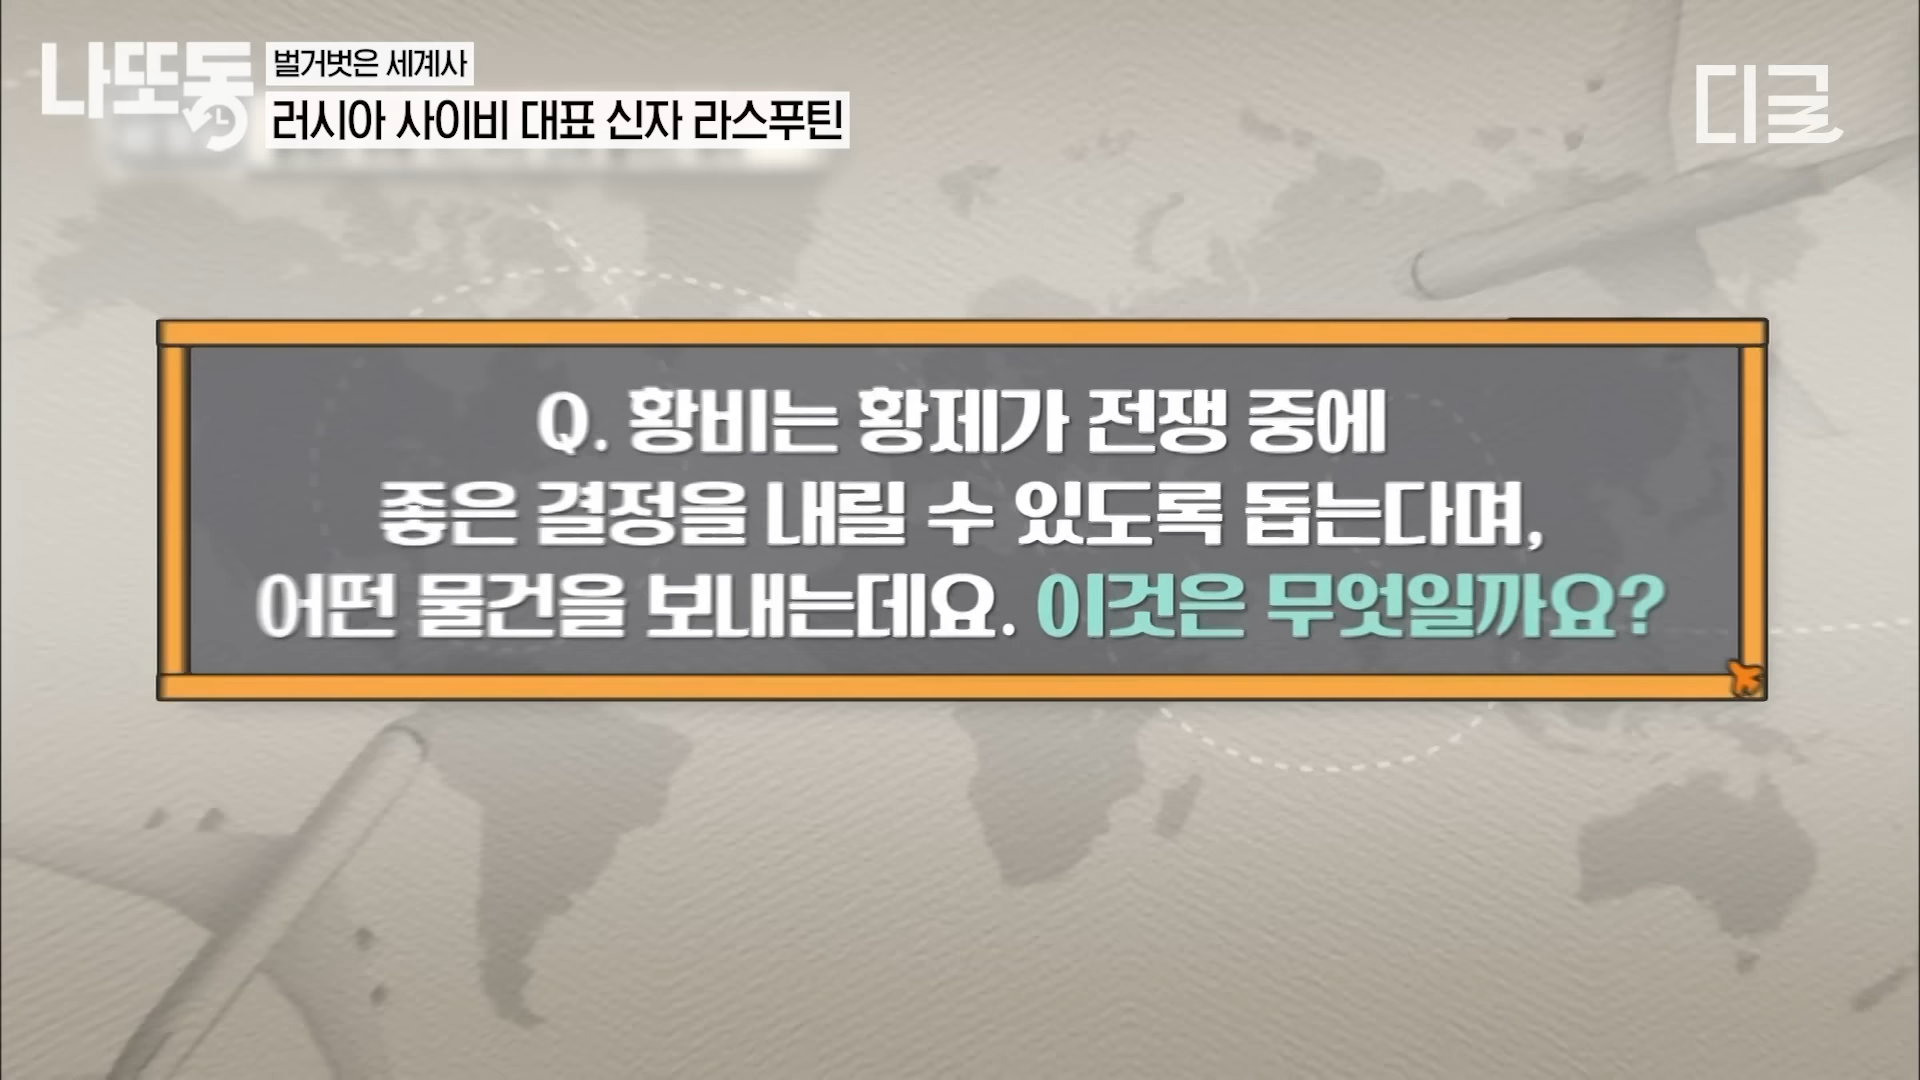 나또동
벌거벗은 세계사
러시아 사이비 대표 신자 라스푸틴
디글
Q. 황비는 황제가 전쟁 중에
좋은 결정을 내릴 수 있도록 돕는다며,
어떤 물건을 보내는데요. 이것은 무엇일까요?